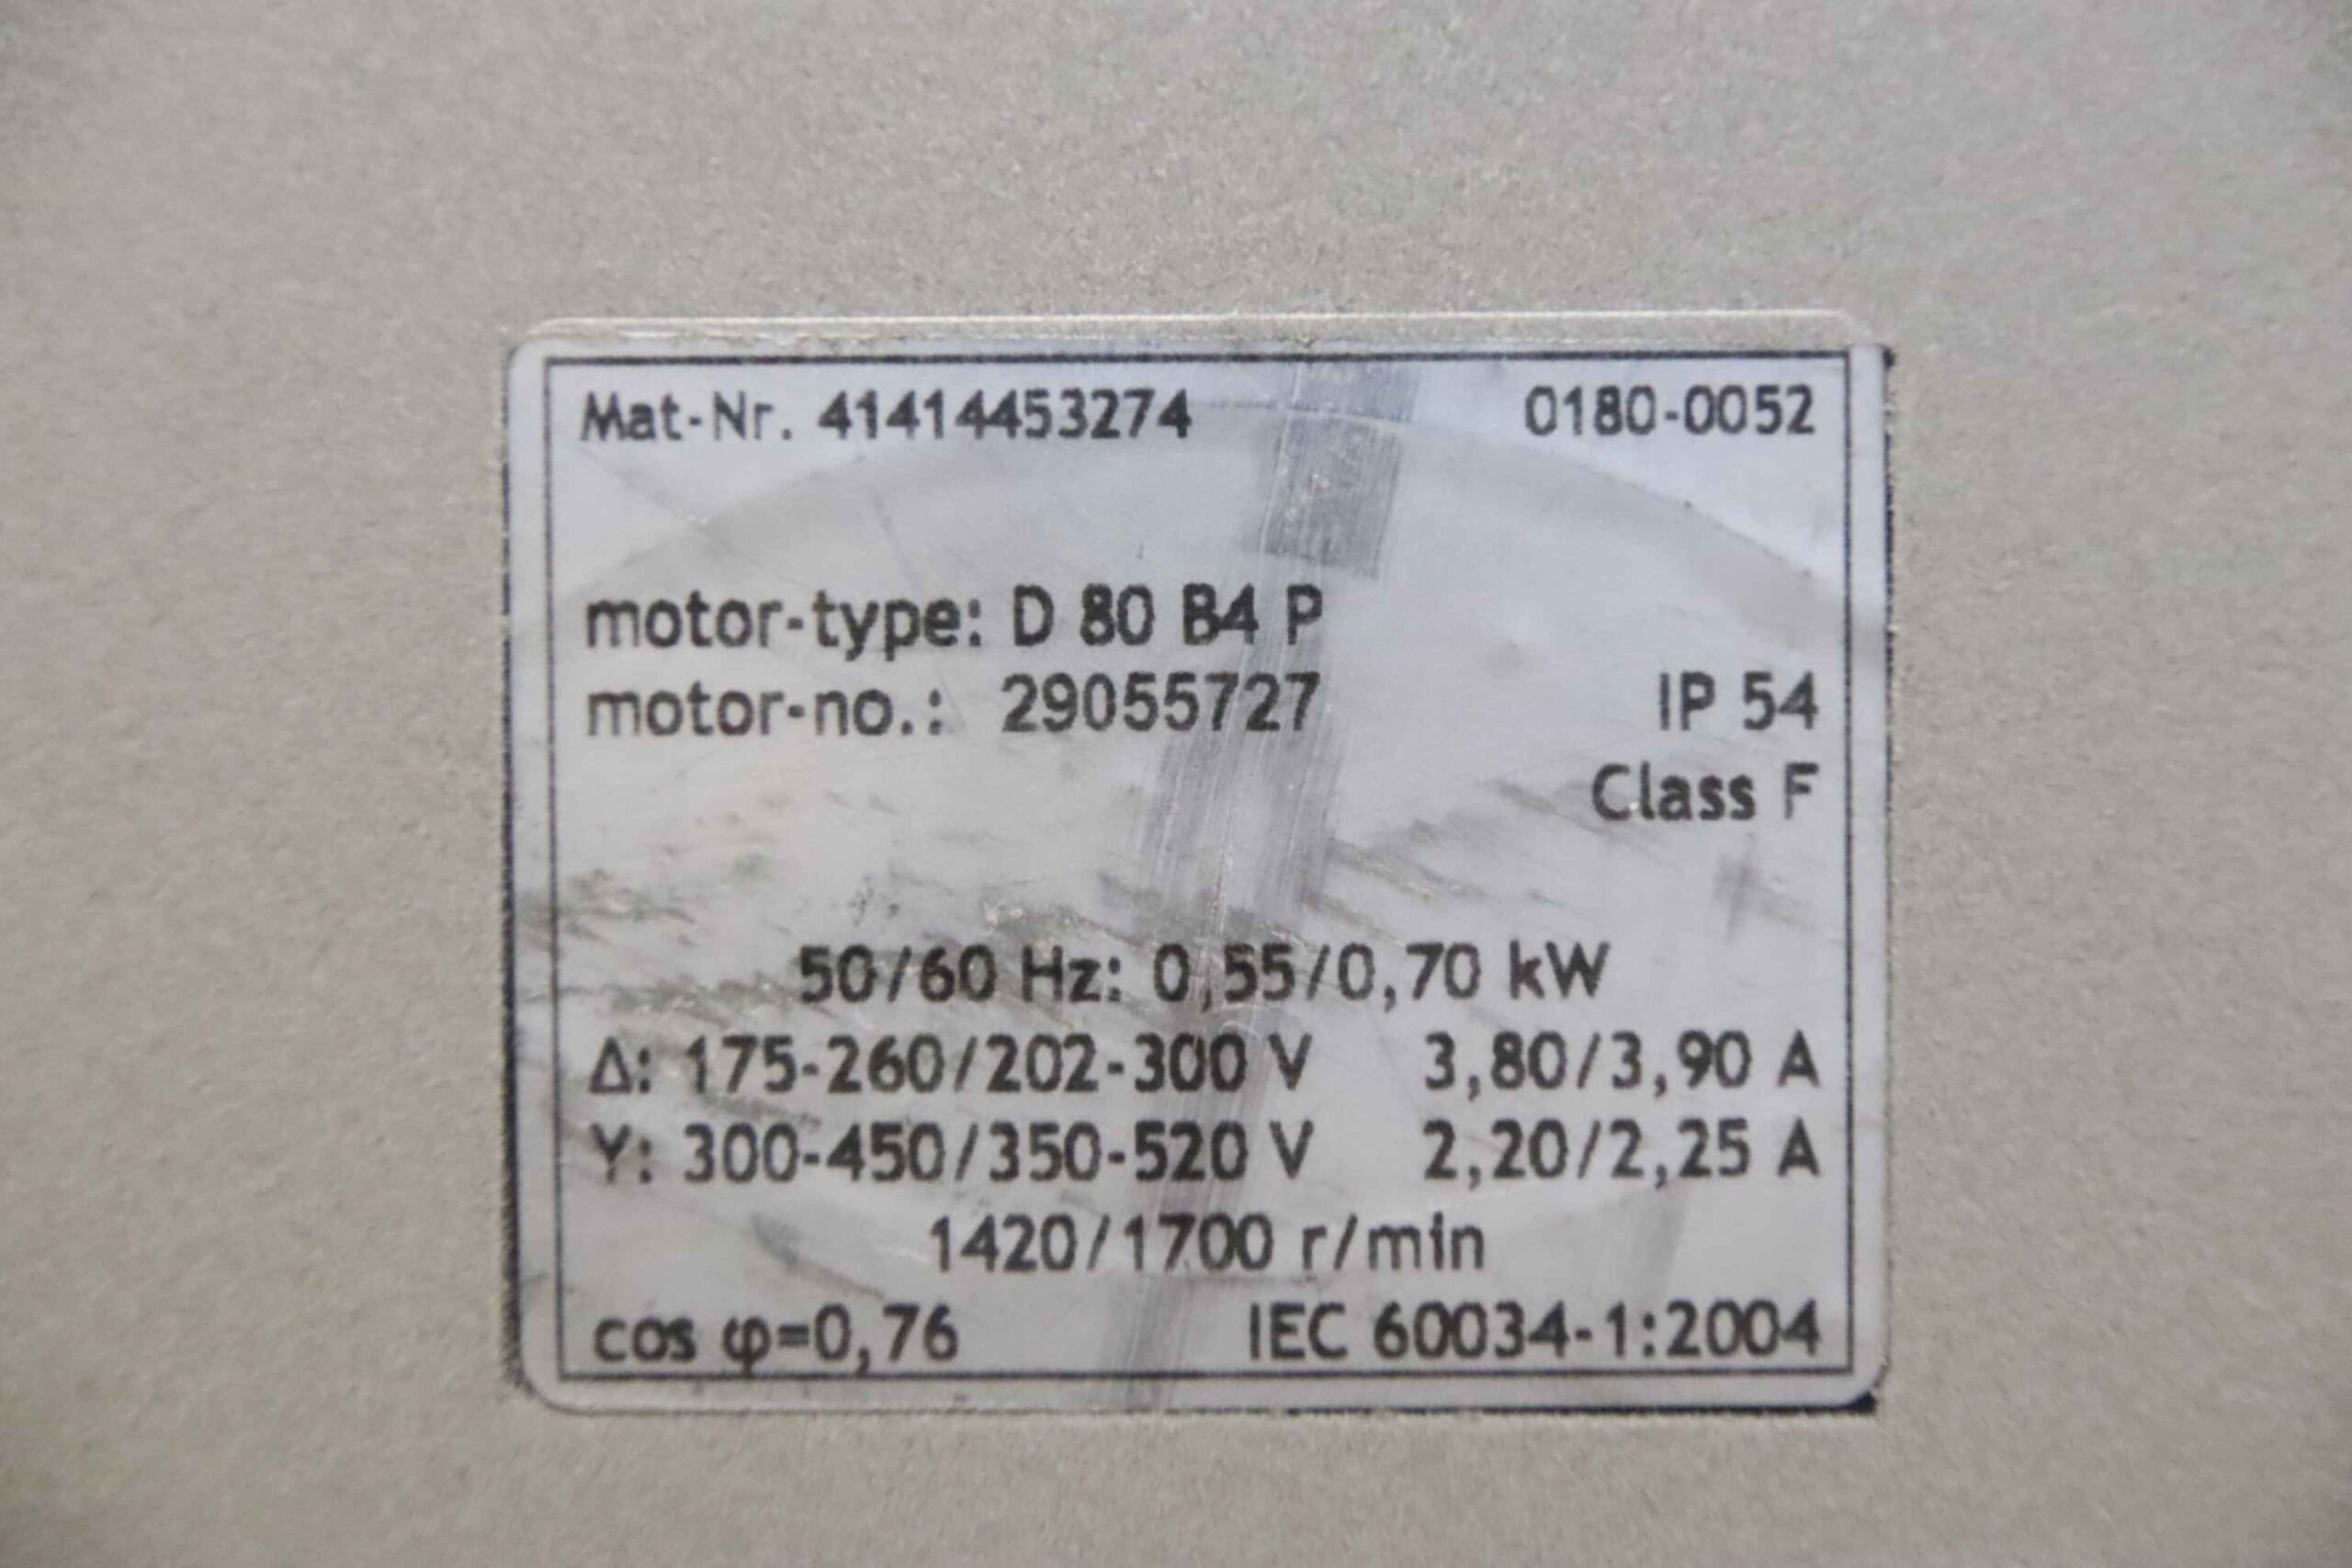 Mat-Nr. 41414453274 0180-0052
motor-type: D 80 B4 P
motor-no.: 29055727 IP 54
Class F
50/60 Hz: 0,55/0,70 kW
Δ: 175-260/202-300 V 3,80/3,90 A
Y: 300-450/350-520 V 2,20/2,25 A
1420/1700 r/min
cos φ=0,76 IEC 60034-1:2004